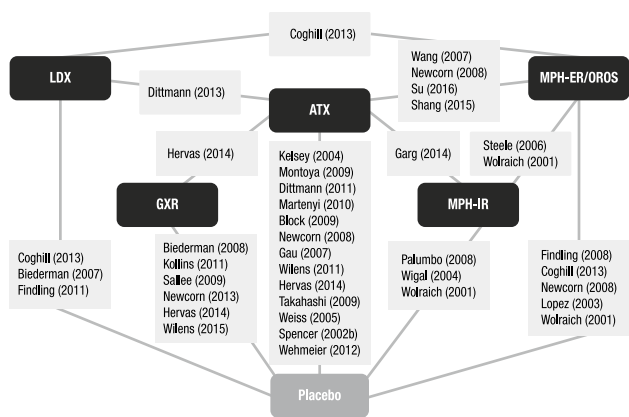 Coghill (2013)
LDX
Wang (2007)
Newcorn (2008)
Su (2016)
Shang (2015)
MPH-ER/OROS
Dittmann (2013)
ATX
Hervas (2014)
Garg (2014)
Steele (2006)
Wolraich (2001)
GXR
Kelsey (2004)
Montoya (2009)
Dittmann (2011)
Martenyi (2010)
Block (2009)
Newcorn (2008)
Gau (2007)
Wilens (2011)
Hervas (2014)
Takahashi (2009)
Weiss (2005)
Spencer (2002b)
Wehmeier (2012)
MPH-IR
Coghill (2013)
Biederman (2007)
Findling (2011)
Biederman (2008)
Kollins (2011)
Sallee (2009)
Newcorn (2013)
Hervas (2014)
Wilens (2015)
Palumbo (2008)
Wigal (2004)
Wolraich (2001)
Findling (2008)
Coghill (2013)
Newcorn (2008)
Lopez (2003)
Wolraich (2001)
Placebo